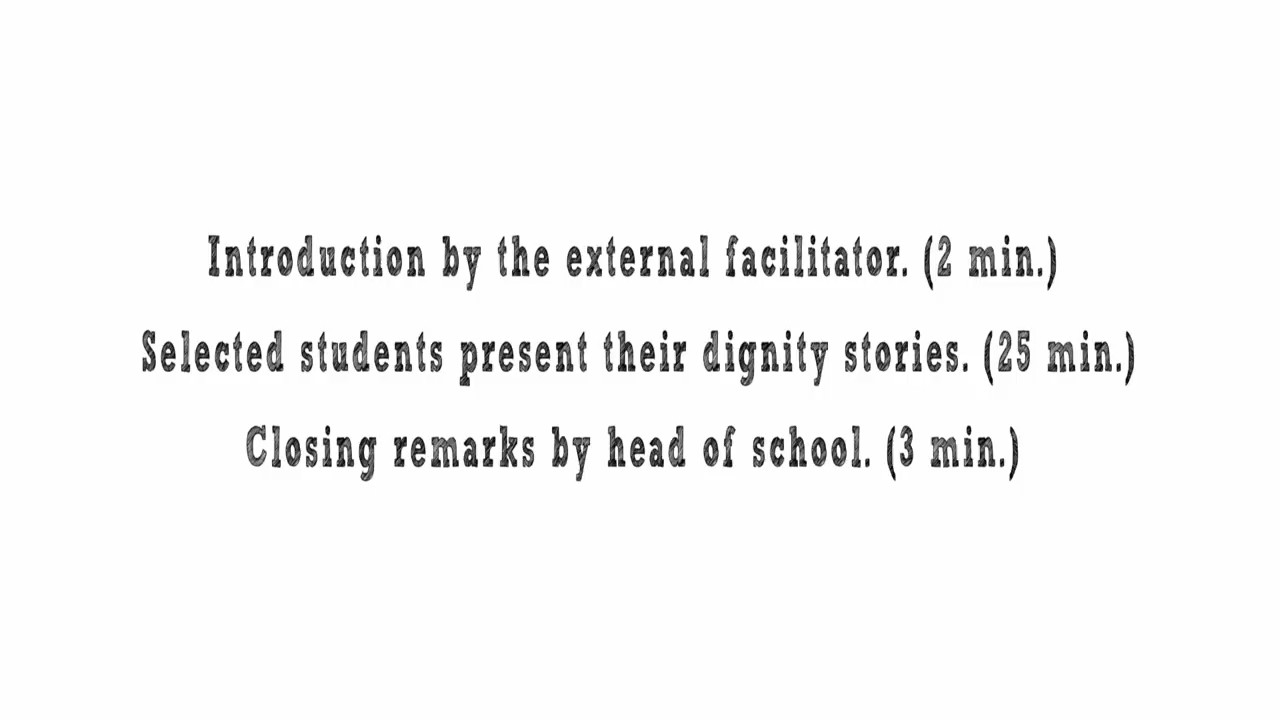 Introduction by the external facilitator. (2 min.)
Selected students present their dignity stories. (25 min.)
Closing remarks by head of school. (3 min.)